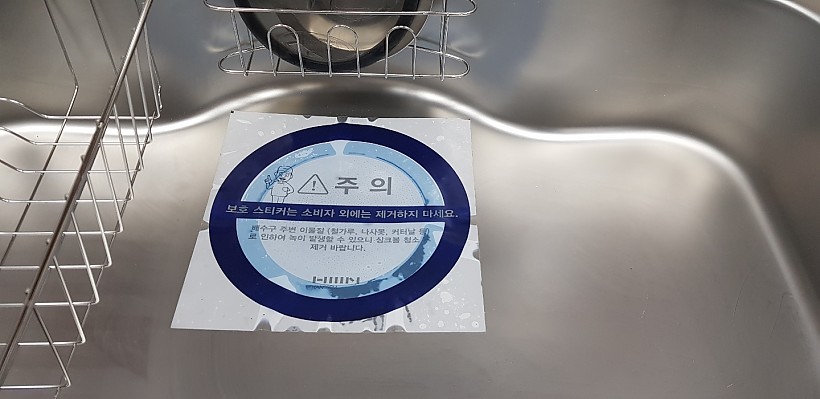 주의
보호 스티커는 소비자 외에는 제거하지 마세요.
배수구 주변 이물질 (철가루, 나사못, 커터날 등)
로 인하여 녹이 발생할 수 있으니 싱크볼 청소
제거 바랍니다.